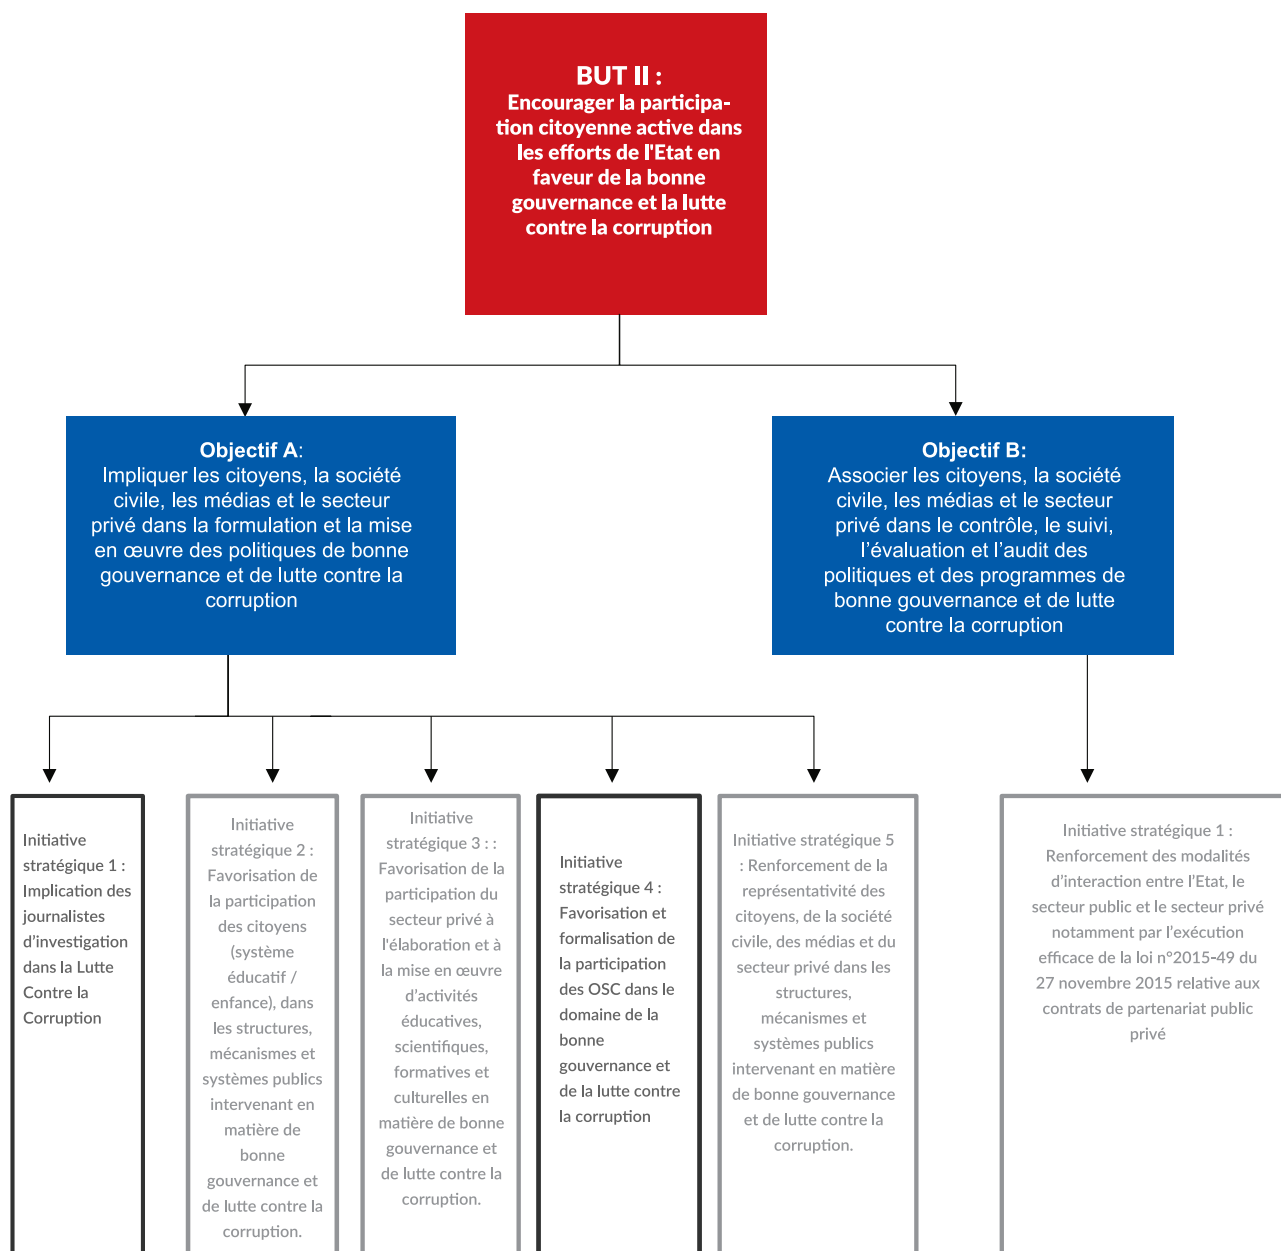 BUT II :
Encourager la participa-
tion citoyenne active dans
les efforts de l'Etat en
faveur de la bonne
gouvernance et la lutte
contre la corruption
Objectif A:
Impliquer les citoyens, la société
civile, les médias et le secteur
privé dans la formulation et la mise
en œuvre des politiques de bonne
gouvernance et de lutte contre la
corruption
Objectif B:
Associer les citoyens, la société
civile, les médias et le secteur
privé dans le contrôle, le suivi,
l’évaluation et l’audit des
politiques et des programmes de
bonne gouvernance et de lutte
contre la corruption
Initiative
stratégique 1 :
Implication des
journalistes
d’investigation
dans la Lutte
Contre la
Corruption
Initiative
stratégique 2 :
Favorisation de
la participation
des citoyens
(système
éducatif /
enfance), dans
les structures,
mécanismes et
systèmes publics
intervenant en
matière de
bonne
gouvernance et
de lutte contre la
corruption.
Initiative
stratégique 3 : :
Favorisation de la
participation du
secteur privé à
l'élaboration et à
la mise en œuvre
d’activités
éducatives,
scientifiques,
formatives et
culturelles en
matière de bonne
gouvernance et
de lutte contre la
corruption.
Initiative
stratégique 4 :
Favorisation et
formalisation de
la participation
des OSC dans le
domaine de la
bonne
gouvernance et
de la lutte contre
la corruption
Initiative stratégique 5
: Renforcement de la
représentativité des
citoyens, de la société
civile, des médias et du
secteur privé dans les
structures,
mécanismes et
systèmes publics
intervenant en matière
de bonne gouvernance
et de lutte contre la
corruption.
Initiative stratégique 1 :
Renforcement des modalités
d’interaction entre l’Etat, le
secteur public et le secteur privé
notamment par l’exécution
efficace de la loi n°2015-49 du
27 novembre 2015 relative aux
contrats de partenariat public
privé